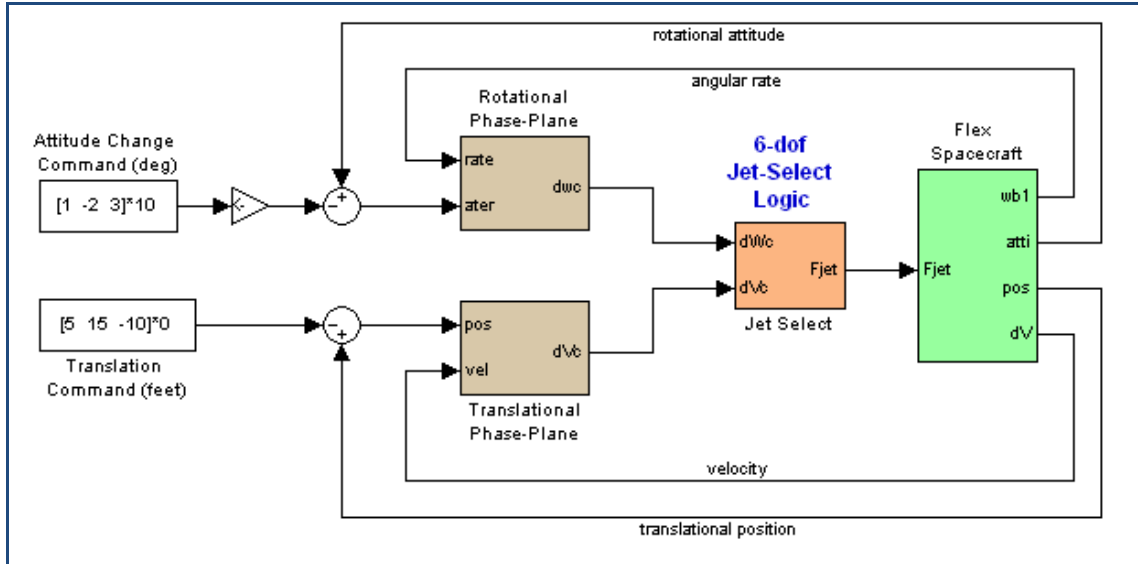 rotational attitude
angular rate
Rotational
Phase-Plane
Attitude Change
Command (deg)
[1 -2 3]*10
rate
ater
dwc
6-dof
Jet-Select
Logic
dWc
dVc
Fjet
Jet Select
Flex
Spacecraft
Fjet
wb1
atti
pos
dV
[5 15 -10]*0
Translation
Command (feet)
pos
vel
dVc
Translational
Phase-Plane
velocity
translational position